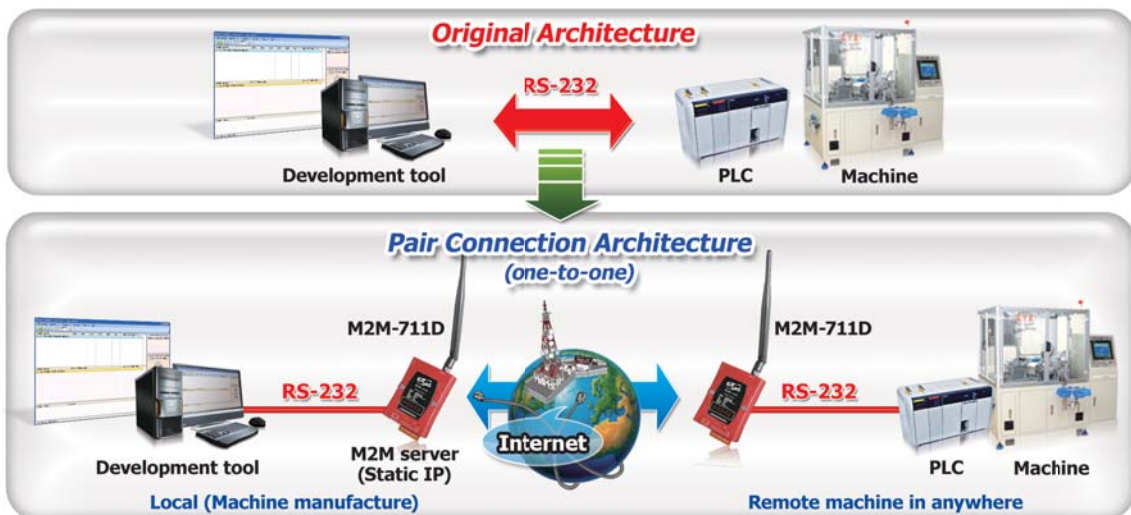 Original Architecture
RS-232
Development tool
PLC
Machine
Pair Connection Architecture
(one-to-one)
M2M-711D
M2M-711D
RS-232
RS-232
Internet
M2M server
(Static IP)
Development tool
PLC
Machine
Local (Machine manufacture)
Remote machine in anywhere